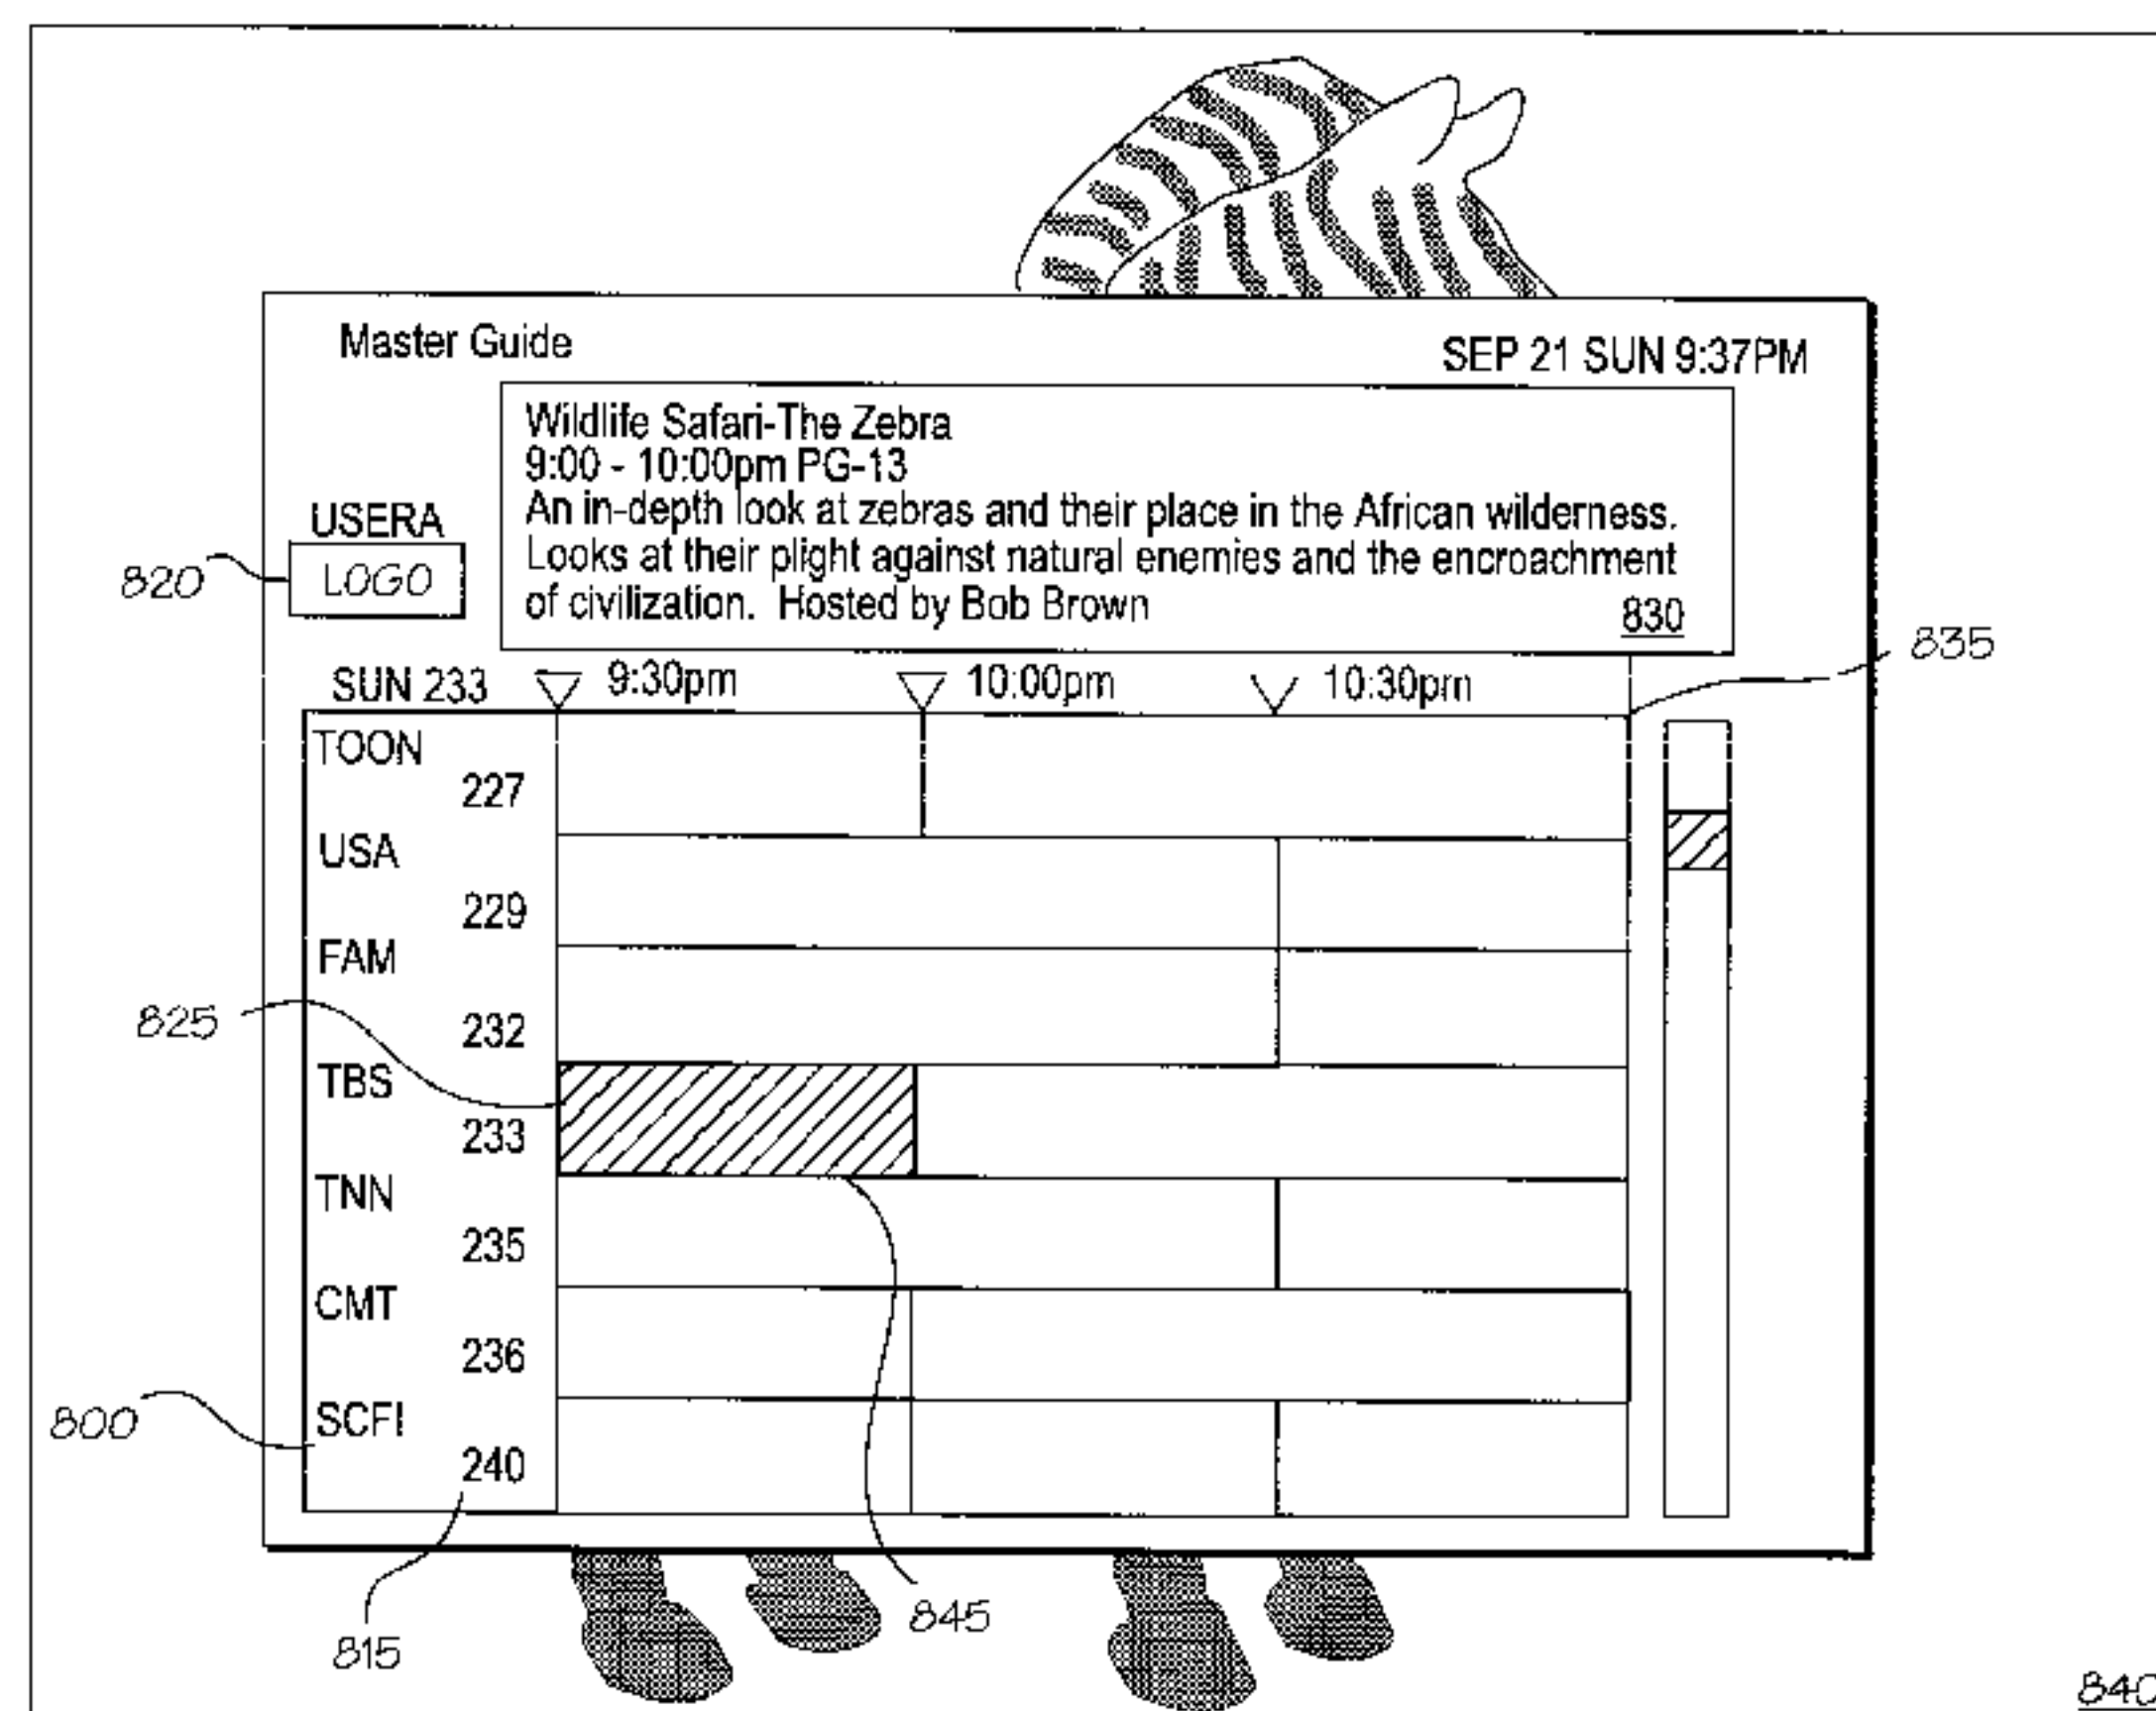 Master Guide
SEP 21 SUN 9:37PM
Wildlife Safari-The Zebra
9:00 - 10:00pm PG-13
An in-depth look at zebras and their place in the African wilderness.
Looks at their plight against natural enemies and the encroachment
of civilization. Hosted by Bob Brown
830
USERA
LOGO
820
835
SUN 233 9:30pm 10:00pm 10:30pm
TOON
227
USA
229
FAM
232
825
TBS
233
TNN
235
CMT
236
800
SCFI
240
815
845
840